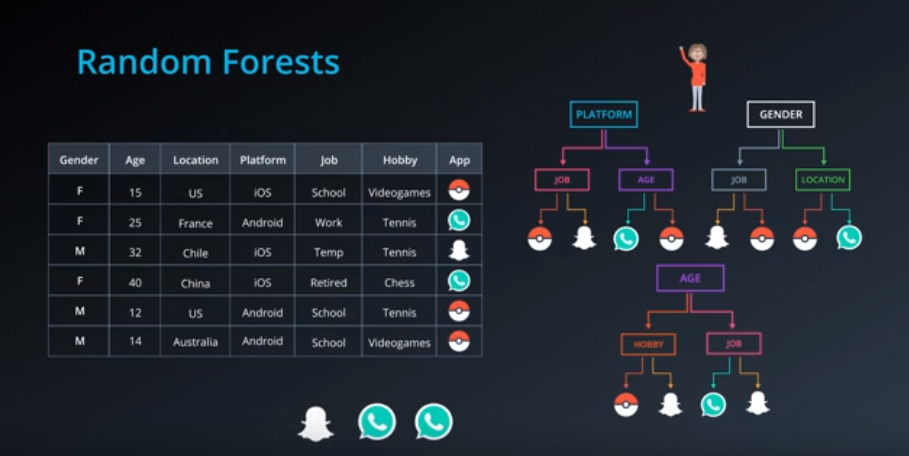 Random Forests
Gender Age Location Platform Job Hobby App
F 15 US iOS School Videogames
F 25 France Android Work Tennis
M 32 Chile iOS Temp Tennis
F 40 China iOS Retired Chess
M 12 US Android School Tennis
M 14 Australia Android School Videogames
PLATFORM GENDER
JOB AGE JOB LOCATION
AGE
HOBBY JOB